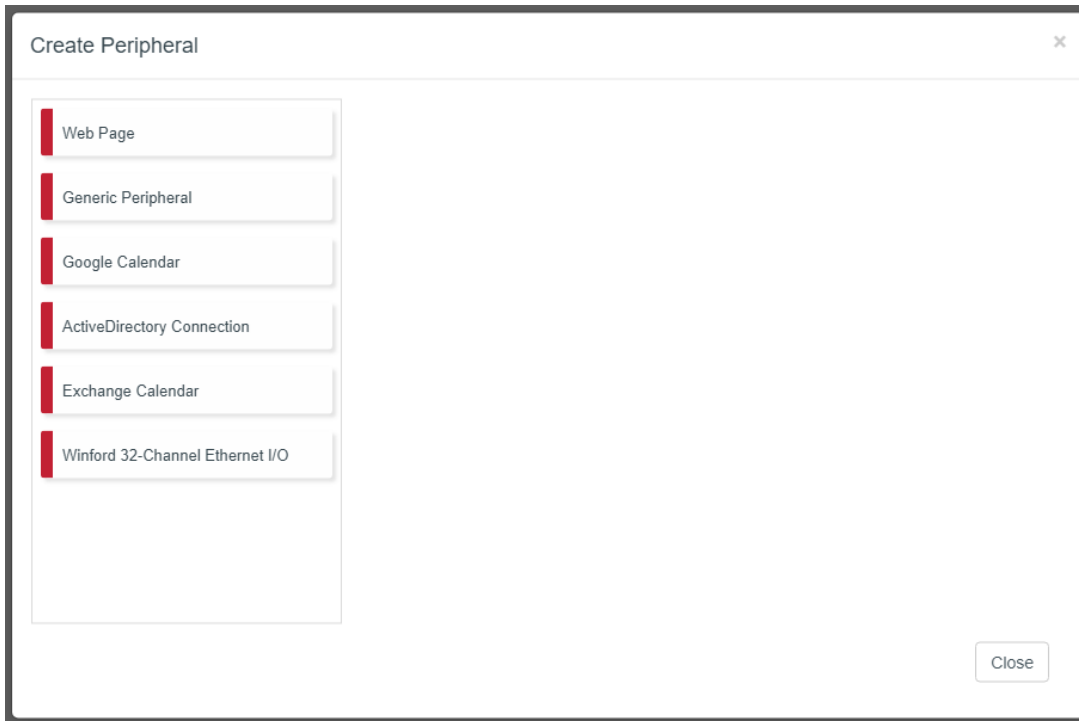 Create Peripheral
×
Web Page
Generic Peripheral
Google Calendar
ActiveDirectory Connection
Exchange Calendar
Winford 32-Channel Ethernet I/O
Close